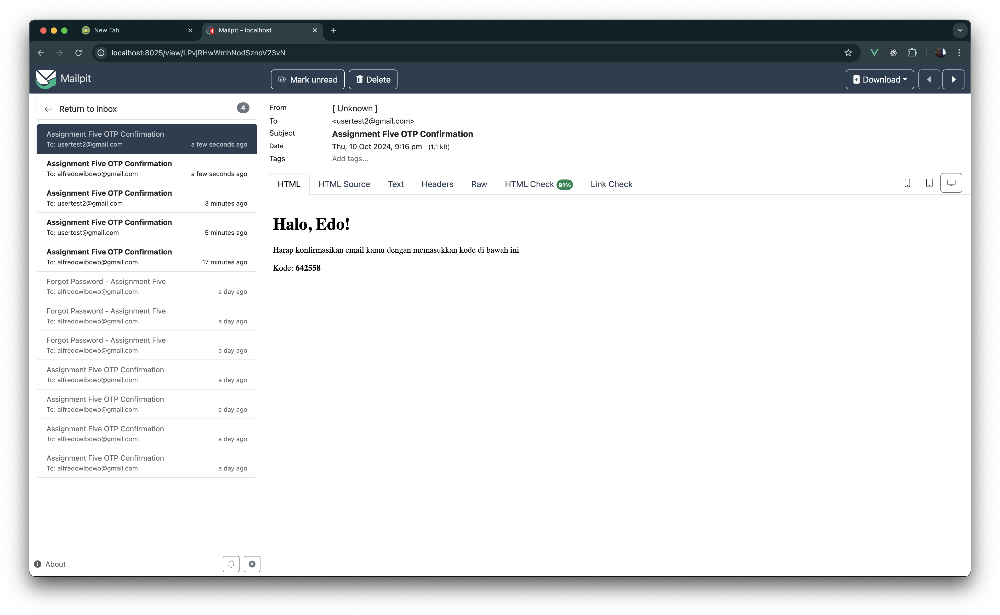 New Tab
4 Mailpit - localhost
localhost:8025/view/LPvjRHwWmhNodSznoV23vN
Mailpit
Mark unread
Delete
Download
Return to inbox 4
Assignment Five OTP Confirmation
To: usertest2@gmail.com a few seconds ago
Assignment Five OTP Confirmation
To: alfredowibowo@gmail.com a few seconds ago
Assignment Five OTP Confirmation
To: usertest2@gmail.com 3 minutes ago
Assignment Five OTP Confirmation
To: usertest@gmail.com 5 minutes ago
Assignment Five OTP Confirmation
To: alfredowibowo@gmail.com 17 minutes ago
Forgot Password - Assignment Five
To: alfredowibowo@gmail.com a day ago
Forgot Password - Assignment Five
To: alfredowibowo@gmail.com a day ago
Forgot Password - Assignment Five
To: alfredowibowo@gmail.com a day ago
Assignment Five OTP Confirmation
To: alfredowibowo@gmail.com a day ago
Assignment Five OTP Confirmation
To: alfredowibowo@gmail.com a day ago
Assignment Five OTP Confirmation
To: alfredowibowo@gmail.com a day ago
Assignment Five OTP Confirmation
To: alfredowibowo@gmail.com a day ago
About
From [ Unknown ]
To <usertest2@gmail.com>
Subject Assignment Five OTP Confirmation
Date Thu, 10 Oct 2024, 9:16 pm (1.1 kB)
Tags Add tags...
HTML HTML Source Text Headers Raw HTML Check 91% Link Check
Halo, Edo!
Harap konfirmasikan email kamu dengan memasukkan kode di bawah ini
Kode: 642558